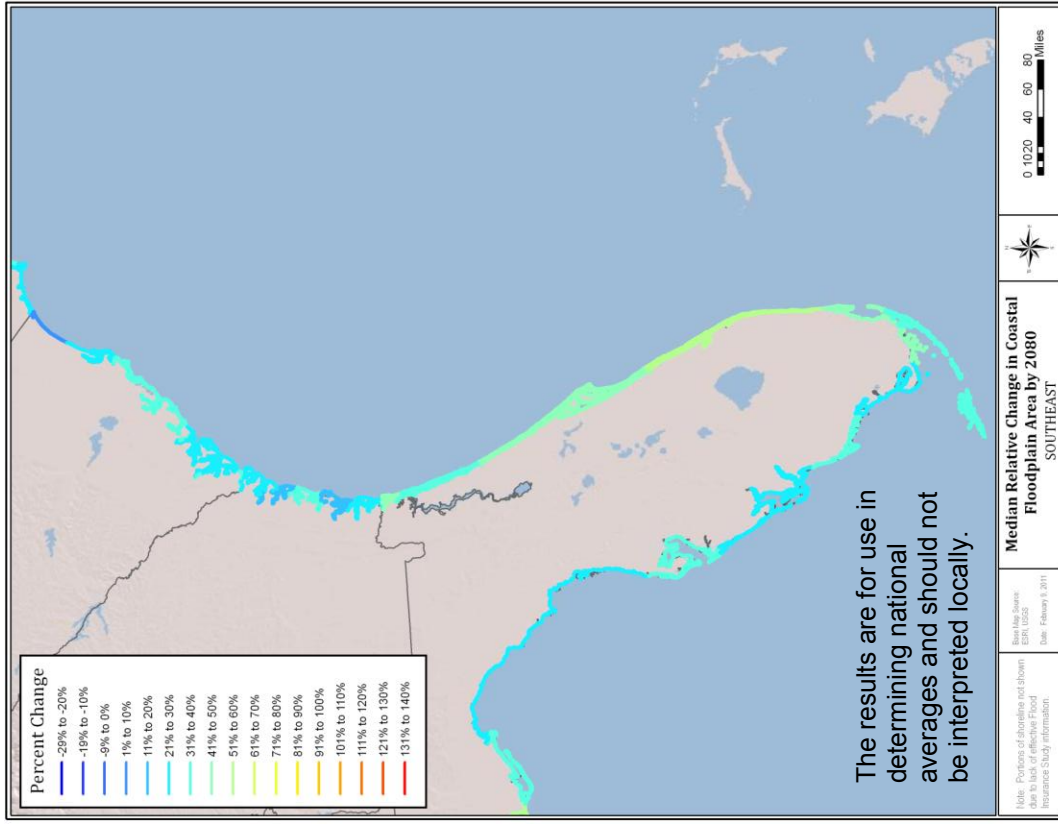 Percent Change
-29% to -20%
-19% to -10%
-9% to 0%
1% to 10%
11% to 20%
21% to 30%
31% to 40%
41% to 50%
51% to 60%
61% to 70%
71% to 80%
81% to 90%
91% to 100%
101% to 110%
111% to 120%
121% to 130%
131% to 140%
The results are for use in
determining national
averages and should not
be interpreted locally.
Note: Portions of shoreline not shown
due to lack of effective Flood
Insurance Study information.
Base Map Source:
ESRI, USGS
Date: February 9, 2011
Median Relative Change in Coastal
Floodplain Area by 2080
SOUTHEAST
N
0 10 20 40 60 80
Miles